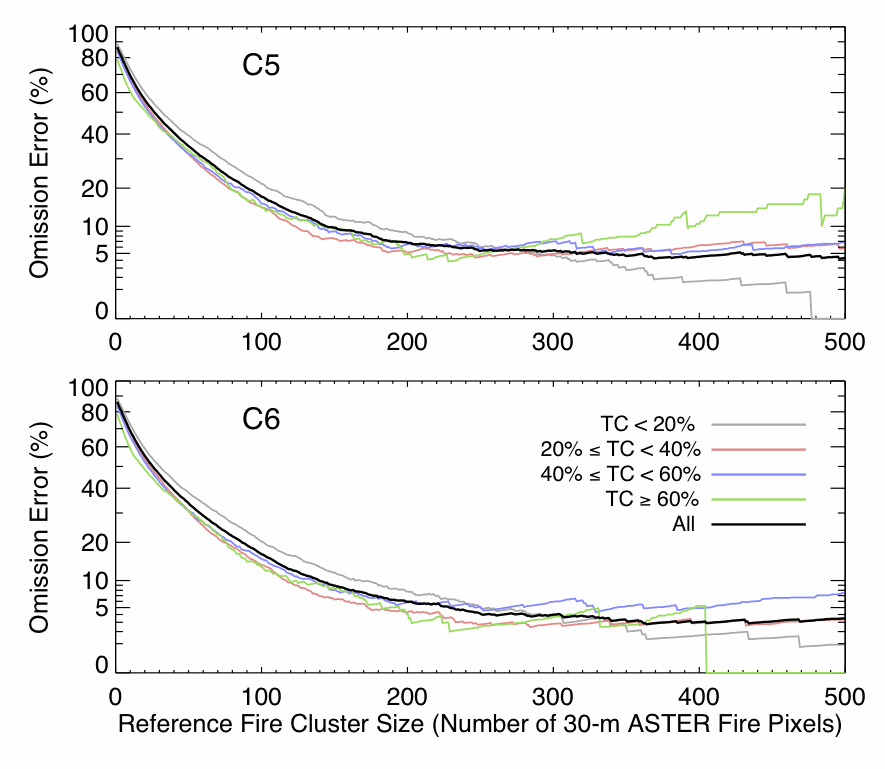 C5
Omission Error (%)
100
80
60
40
20
10
5
0
0 100 200 300 400 500
C6
Omission Error (%)
100
80
60
40
20
10
5
0
TC < 20%
20% ≤ TC < 40%
40% ≤ TC < 60%
TC ≥ 60%
All
0 100 200 300 400 500
Reference Fire Cluster Size (Number of 30-m ASTER Fire Pixels)